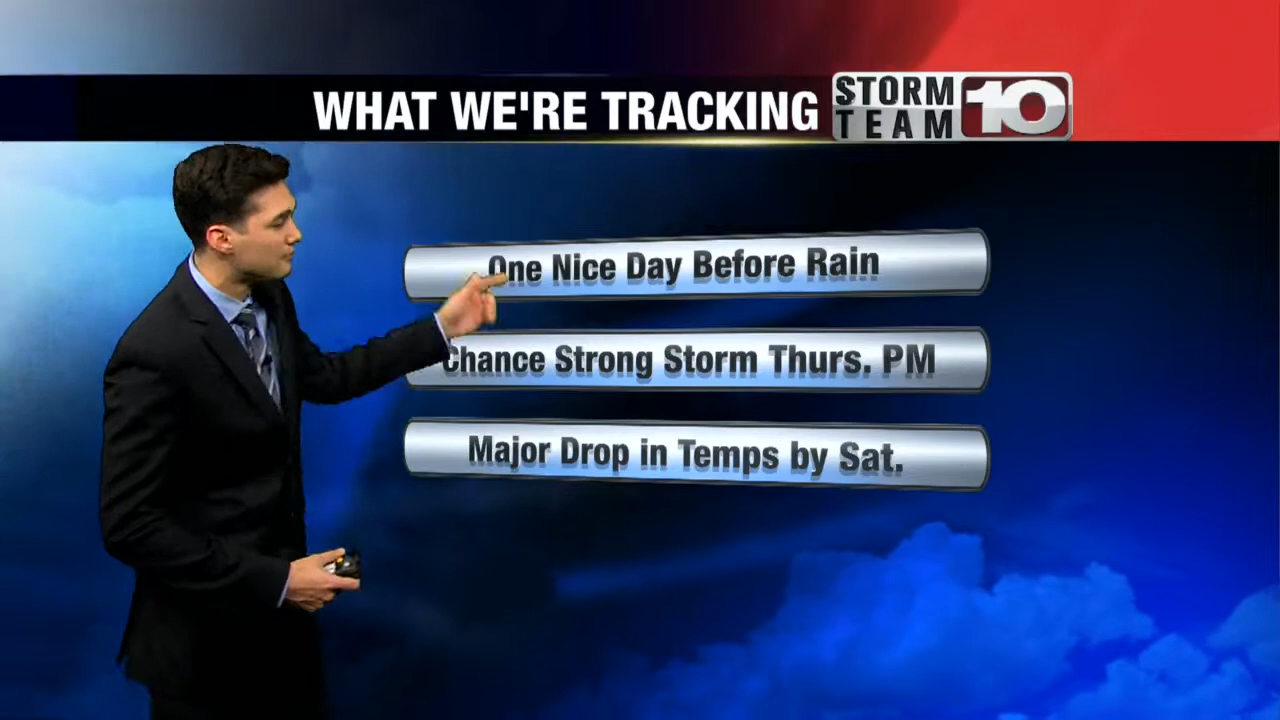 WHAT WE'RE TRACKING
STORM TEAM 10
One Nice Day Before Rain
Chance Strong Storm Thurs. PM
Major Drop in Temps by Sat.